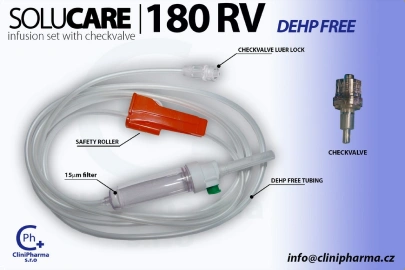 SOLUCARE 180 RV DEHP FREE
infusion set with checkvalve
CHECKVALVE LUER LOCK
SAFETY ROLLER
CHECKVALVE
15µm filter
DEHP FREE TUBING
Ph
CliniPharma
s.r.o
info@clinipharma.cz